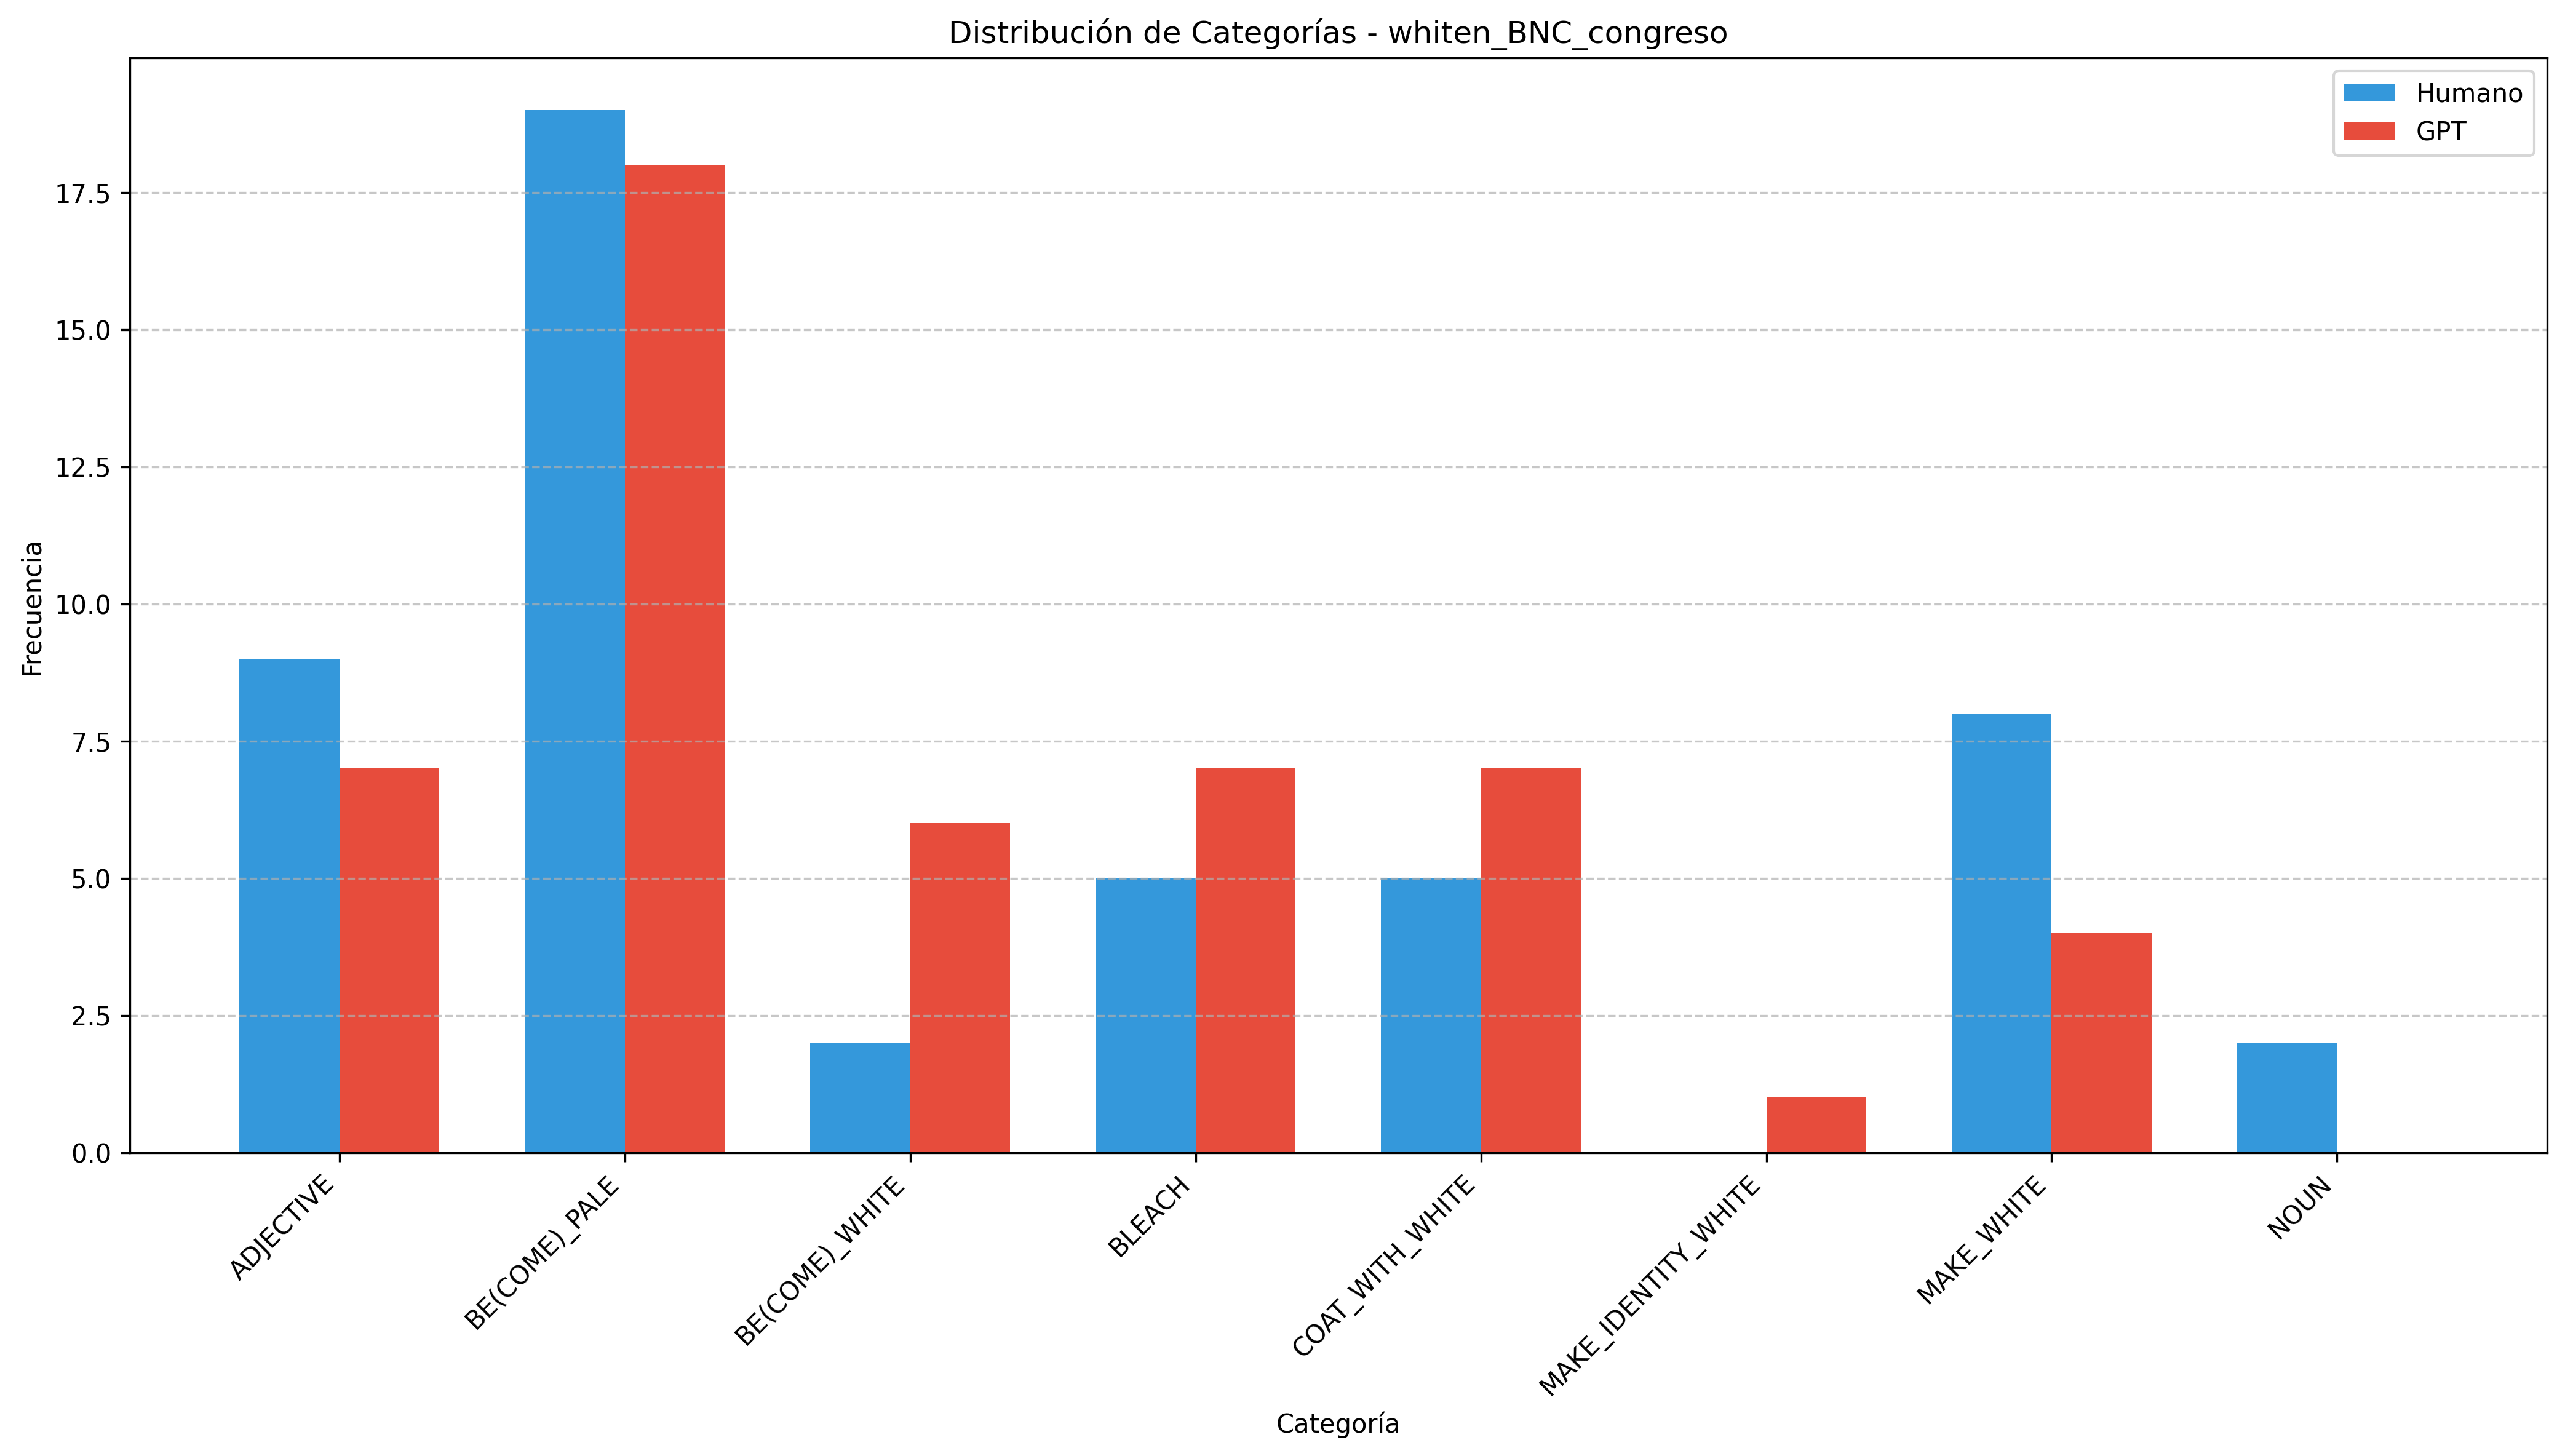 Distribución de Categorías - whiten_BNC_congreso
Humano
GPT
Frecuencia
17.5
15.0
12.5
10.0
7.5
5.0
2.5
0.0
ADJECTIVE
BE(COME)_PALE
BE(COME)_WHITE
BLEACH
COAT_WITH_WHITE
MAKE_IDENTITY_WHITE
MAKE_WHITE
NOUN
Categoría